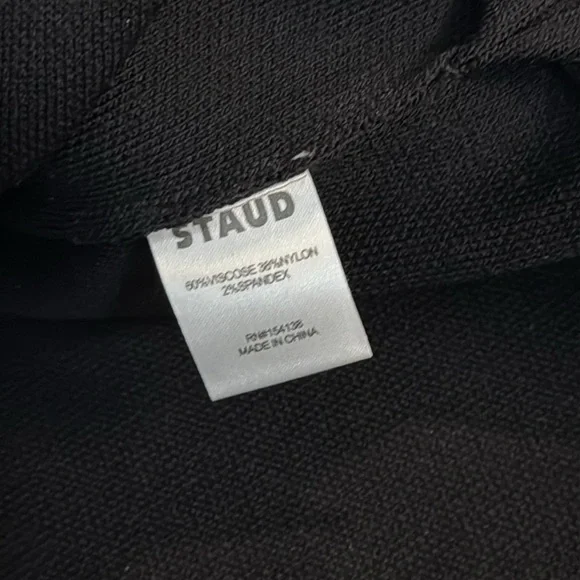 STAUD
60%VISCOSE 38%NYLON
2%SPANDEX
RN#154138
MADE IN CHINA